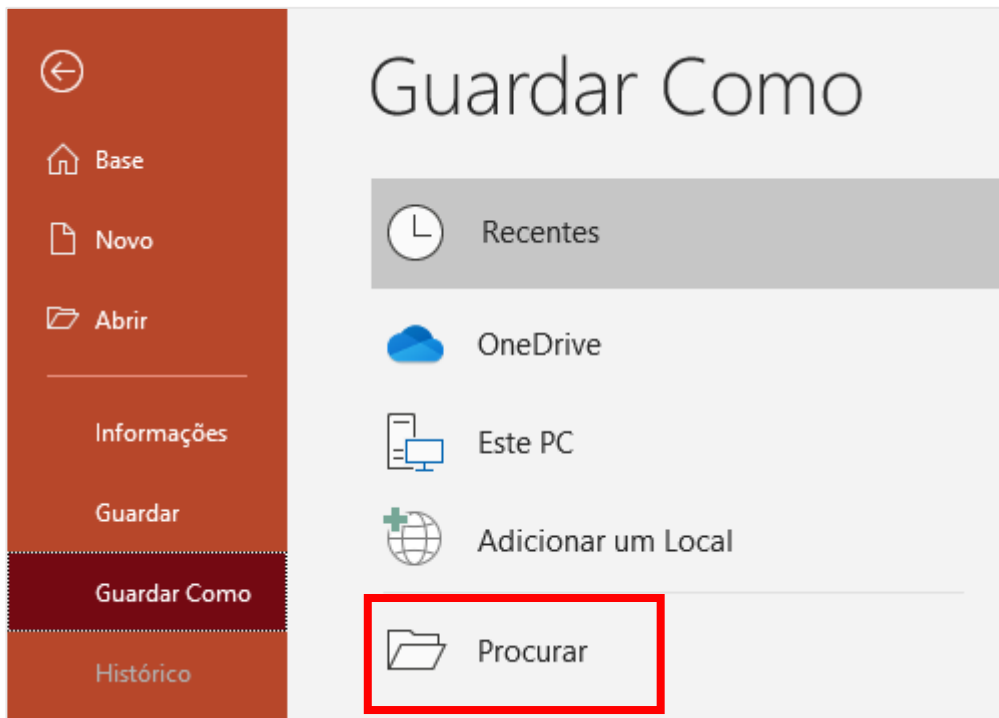 Guardar Como
Base
Novo
Abrir
Informações
Guardar
Guardar Como
Histórico
Recentes
OneDrive
Este PC
Adicionar um Local
Procurar